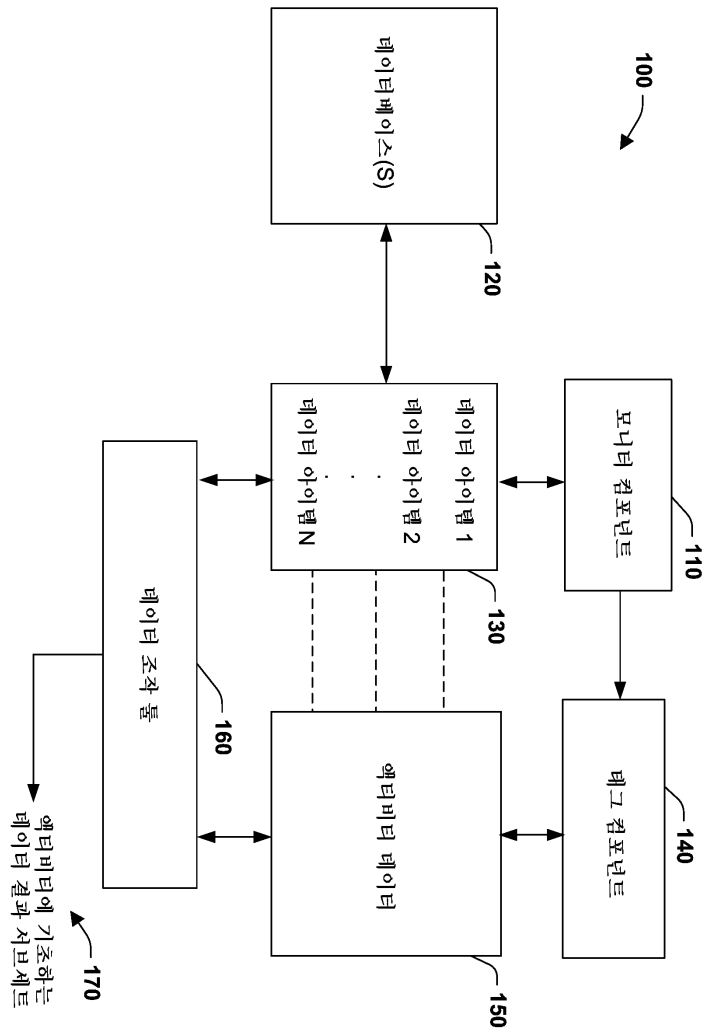 100
데이터베이스(S)
120
데이터 아이템 1
데이터 아이템 2
. . .
데이터 아이템 N
130
모니터 컴포넌트
110
태그 컴포넌트
140
액티비티 데이터
150
데이터 조작 툴
160
액티비티에 기초하는
데이터 결과 서브세트
170